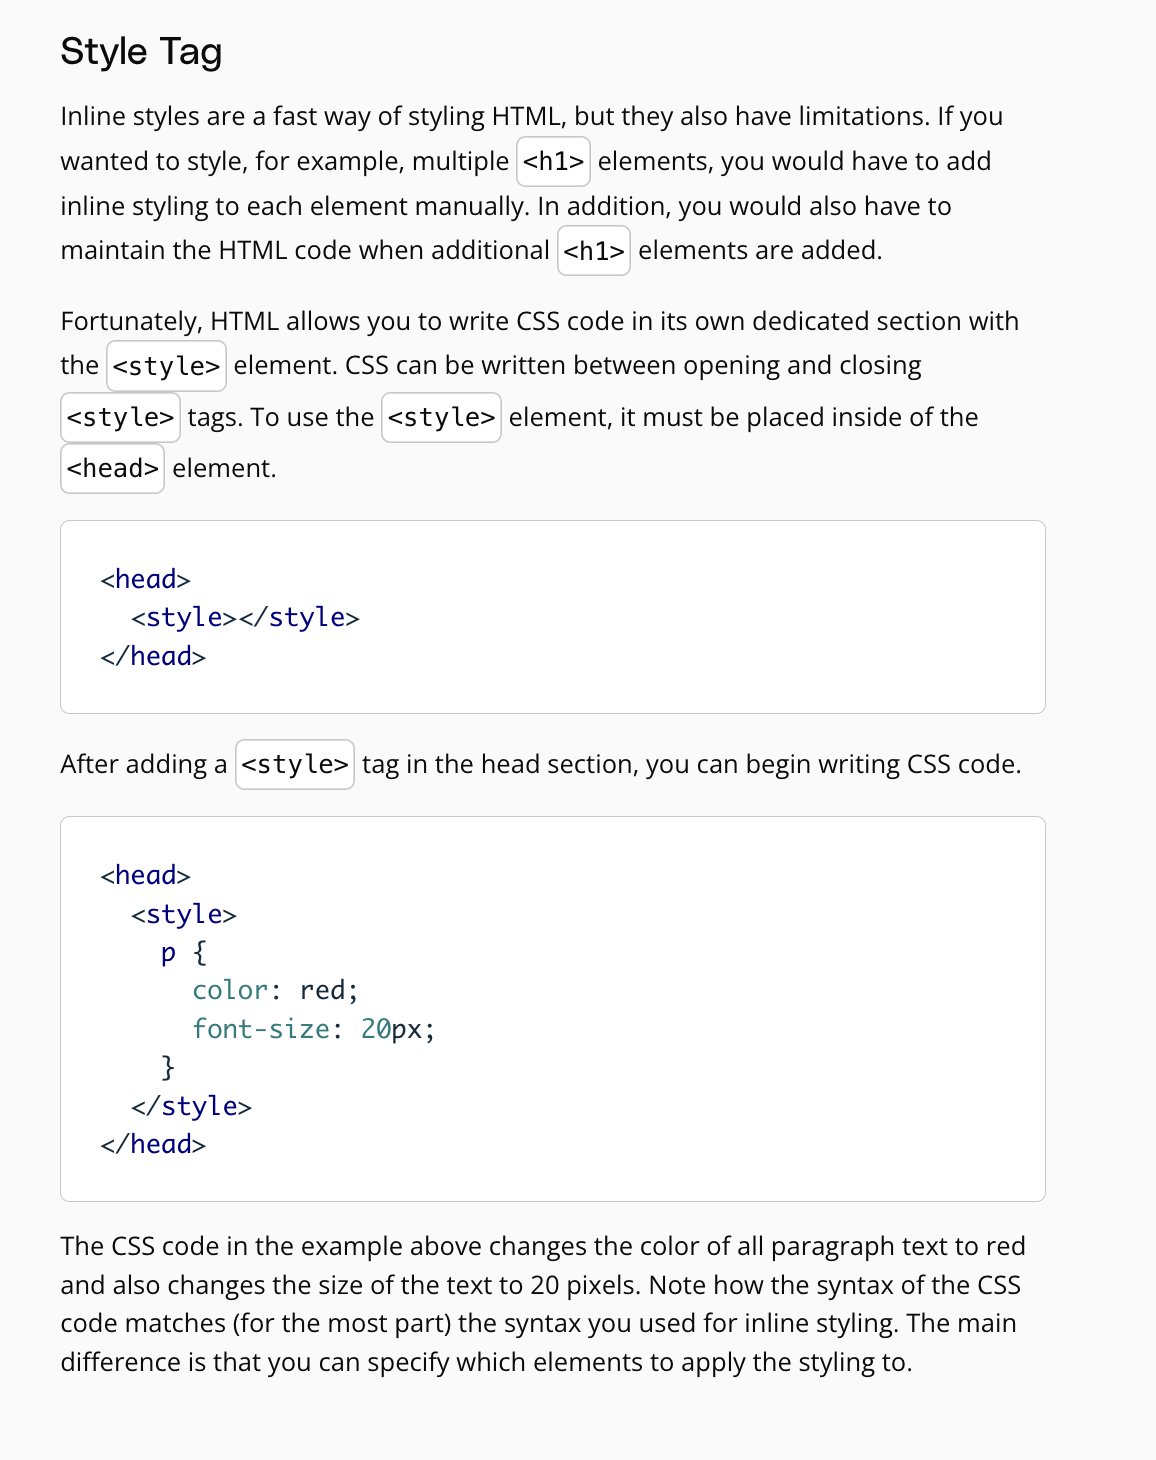 Style Tag
Inline styles are a fast way of styling HTML, but they also have limitations. If you
wanted to style, for example, multiple <h1> elements, you would have to add
inline styling to each element manually. In addition, you would also have to
maintain the HTML code when additional <h1> elements are added.
Fortunately, HTML allows you to write CSS code in its own dedicated section with
the <style> element. CSS can be written between opening and closing
<style> tags. To use the <style> element, it must be placed inside of the
<head> element.
<head>
  <style></style>
</head>
After adding a <style> tag in the head section, you can begin writing CSS code.
<head>
  <style>
    p {
      color: red;
      font-size: 20px;
    }
  </style>
</head>
The CSS code in the example above changes the color of all paragraph text to red
and also changes the size of the text to 20 pixels. Note how the syntax of the CSS
code matches (for the most part) the syntax you used for inline styling. The main
difference is that you can specify which elements to apply the styling to.